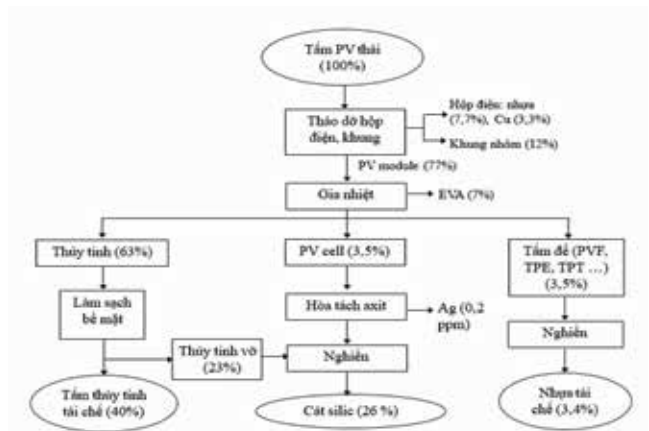 Tấm PV thải
(100%)
Tháo dỡ hộp
điện, khung
Hộp điện: nhựa
(7,7%), Cu (3,3%)
Khung nhôm (12%)
PV module (77%)
Gia nhiệt
EVA (7%)
Thủy tinh (63%)
PV cell (3,5%)
Tấm đế (PVF,
TPE, TPT ...)
(3,5%)
Làm sạch
bề mặt
Hòa tách axit
Ag (0,2
ppm)
Nghiền
Thủy tinh vỡ
(23%)
Nghiền
Tấm thủy tinh
tái chế (40%)
Cát silic (26 %)
Nhựa tái
chế (3,4%)